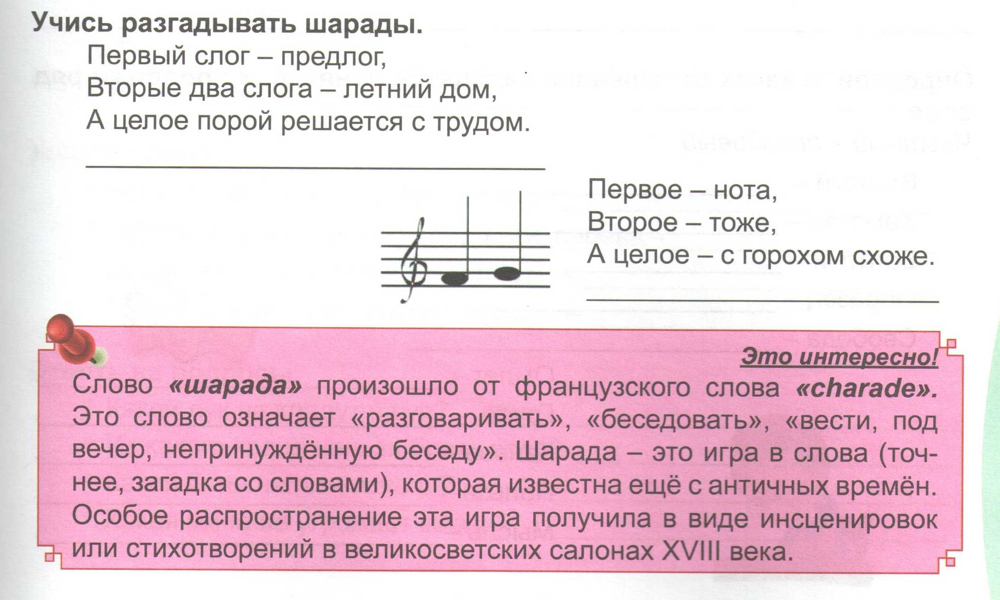 Учись разгадывать шарады.
Первый слог – предлог,
Вторые два слога – летний дом,
А целое порой решается с трудом.
Первое – нота,
Второе – тоже,
А целое – с горохом схоже.
Это интересно!
Слово «шарада» произошло от французского слова «charade».
Это слово означает «разговаривать», «беседовать», «вести, под
вечер, непринуждённую беседу». Шарада – это игра в слова (точ-
нее, загадка со словами), которая известна ещё с античных времён.
Особое распространение эта игра получила в виде инсценировок
или стихотворений в великосветских салонах XVIII века.